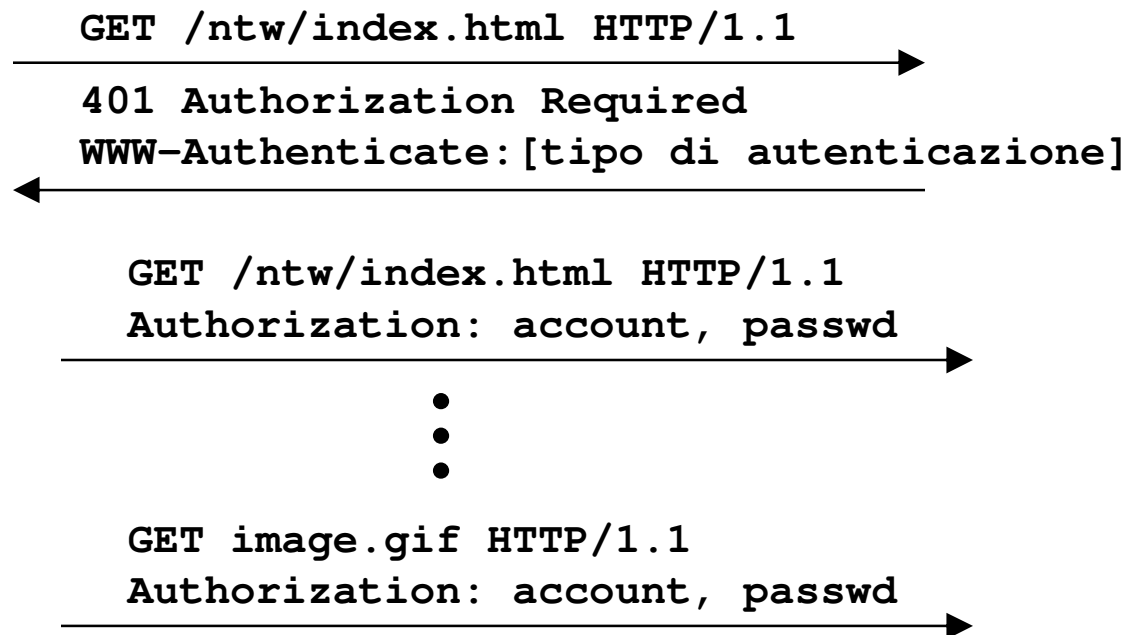 GET /ntw/index.html HTTP/1.1
401 Authorization Required
WWW-Authenticate:[tipo di autenticazione]
GET /ntw/index.html HTTP/1.1
Authorization: account, passwd
GET image.gif HTTP/1.1
Authorization: account, passwd